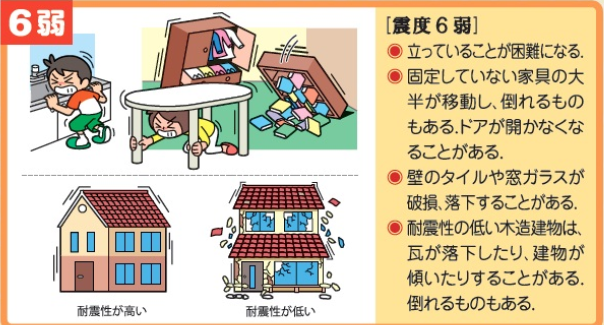 6弱
[震度6弱]
◉ 立っていることが困難になる.
◉ 固定していない家具の大
半が移動し、倒れるもの
もある.ドアが開かなくな
ることがある.
◉ 壁のタイルや窓ガラスが
破損、落下することがある.
◉ 耐震性の低い木造建物は、
瓦が落下したり、建物が
傾いたりすることがある.
倒れるものもある.
耐震性が高い
耐震性が低い